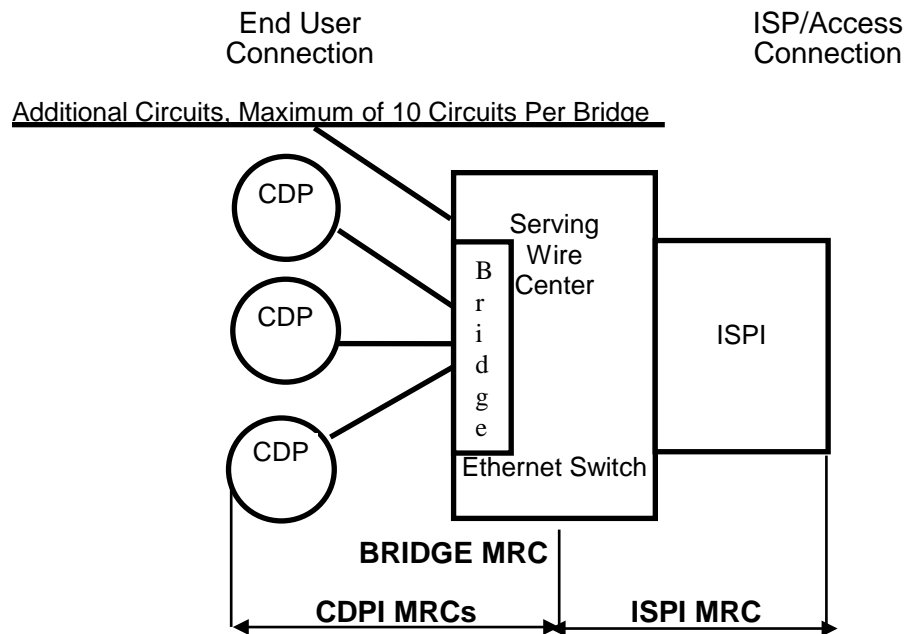 End User
Connection
ISP/Access
Connection
Additional Circuits, Maximum of 10 Circuits Per Bridge
CDP
CDP
CDP
Serving
Wire
Center
B
r
i
d
g
e
Ethernet Switch
ISPI
BRIDGE MRC
CDPI MRCs
ISPI MRC